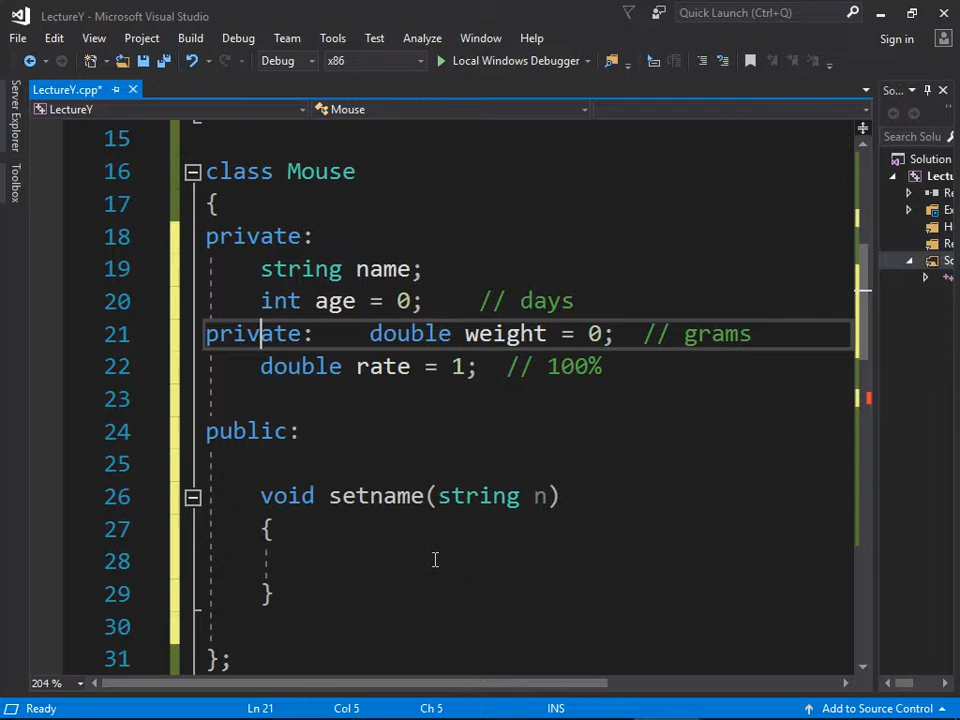 LectureY - Microsoft Visual Studio
Quick Launch (Ctrl+Q)
File Edit View Project Build Debug Team Tools Test Analyze Window Help
Sign in
Debug x86 Local Windows Debugger
LectureY.cpp*
So...
LectureY Mouse
Server Explorer
Toolbox
Search Solu
Solution
Lectu
Re
Ex
H
Re
So
15
16 class Mouse
17 {
18 private:
19 string name;
20 int age = 0; // days
21 private: double weight = 0; // grams
22 double rate = 1; // 100%
23
24 public:
25
26 void setname(string n)
27 {
28
29 }
30
31 };
204 %
Ready Ln 21 Col 5 Ch 5 INS Add to Source Control